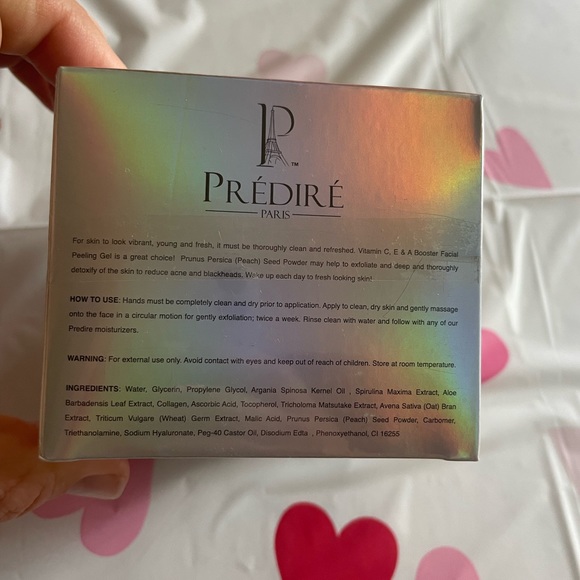 P
™
PRÉDIRÉ
PARIS
For skin to look vibrant, young and fresh, it must be thoroughly clean and refreshed. Vitamin C, E & A Booster Facial
Peeling Gel is a great choice! Prunus Persica (Peach) Seed Powder may help to exfoliate and deep and thoroughly
detoxify of the skin to reduce acne and blackheads. Wake up each day to fresh looking skin!
HOW TO USE: Hands must be completely clean and dry prior to application. Apply to clean, dry skin and gently massage
onto the face in a circular motion for gently exfoliation; twice a week. Rinse clean with water and follow with any of our
Predire moisturizers.
WARNING: For external use only. Avoid contact with eyes and keep out of reach of children. Store at room temperature.
INGREDIENTS: Water, Glycerin, Propylene Glycol, Argania Spinosa Kernel Oil , Spirulina Maxima Extract, Aloe
Barbadensis Leaf Extract, Collagen, Ascorbic Acid, Tocopherol, Tricholoma Matsutake Extract, Avena Sativa (Oat) Bran
Extract, Triticum Vulgare (Wheat) Germ Extract, Malic Acid, Prunus Persica (Peach) Seed Powder, Carbomer,
Triethanolamine, Sodium Hyaluronate, Peg-40 Castor Oil, Disodium Edta , Phenoxyethanol, CI 16255